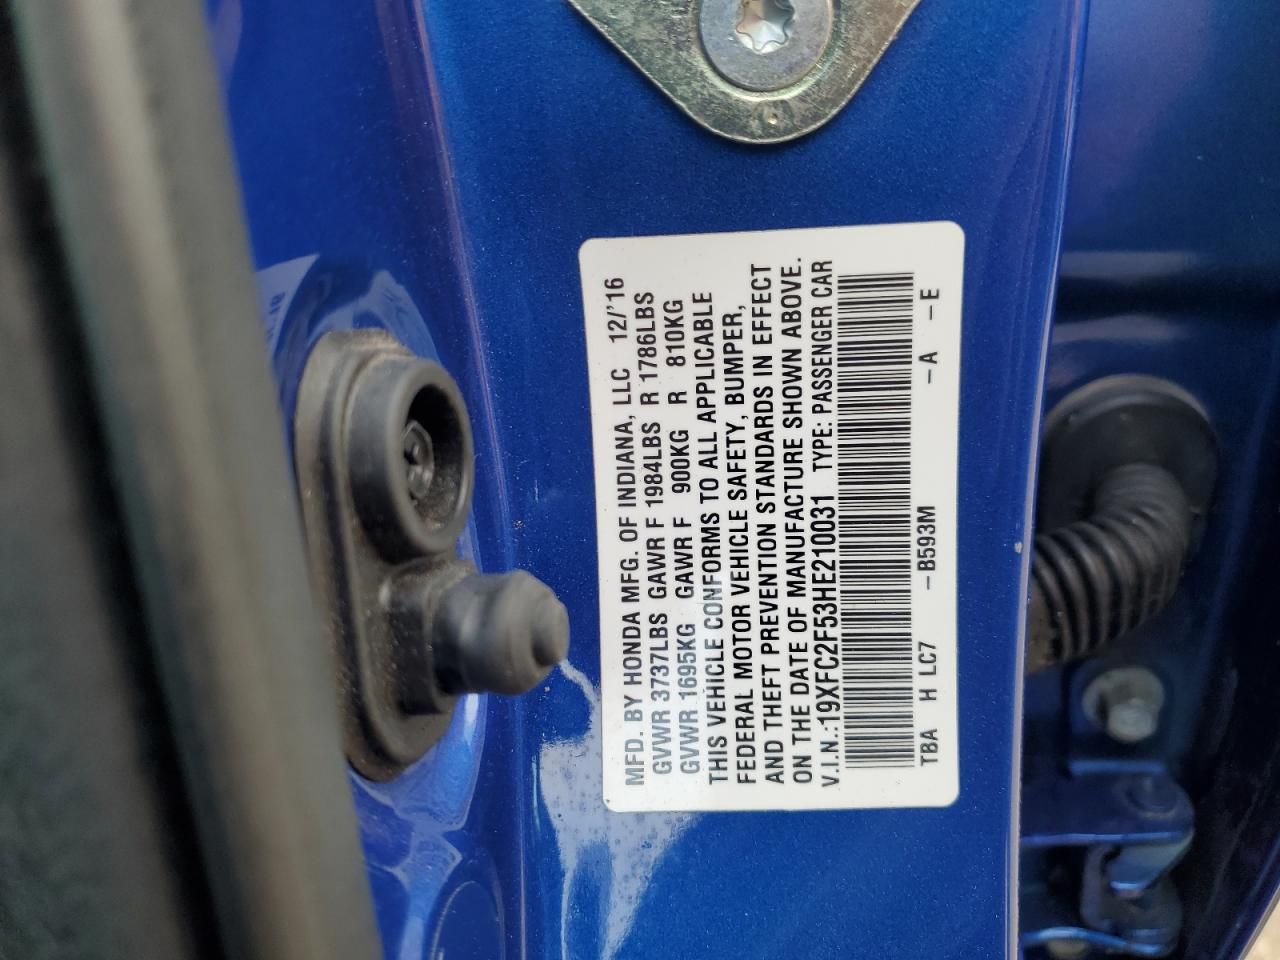 MFD. BY HONDA MFG. OF INDIANA, LLC 12/'16
GVWR 3737LBS GAWR F 1984LBS R 1786LBS
GVWR 1695KG GAWR F 900KG R 810KG
THIS VEHICLE CONFORMS TO ALL APPLICABLE
FEDERAL MOTOR VEHICLE SAFETY, BUMPER,
AND THEFT PREVENTION STANDARDS IN EFFECT
ON THE DATE OF MANUFACTURE SHOWN ABOVE.
V.I.N.:19XFC2F53HE210031 TYPE: PASSENGER CAR
TBA H LC7 -B593M -A -E